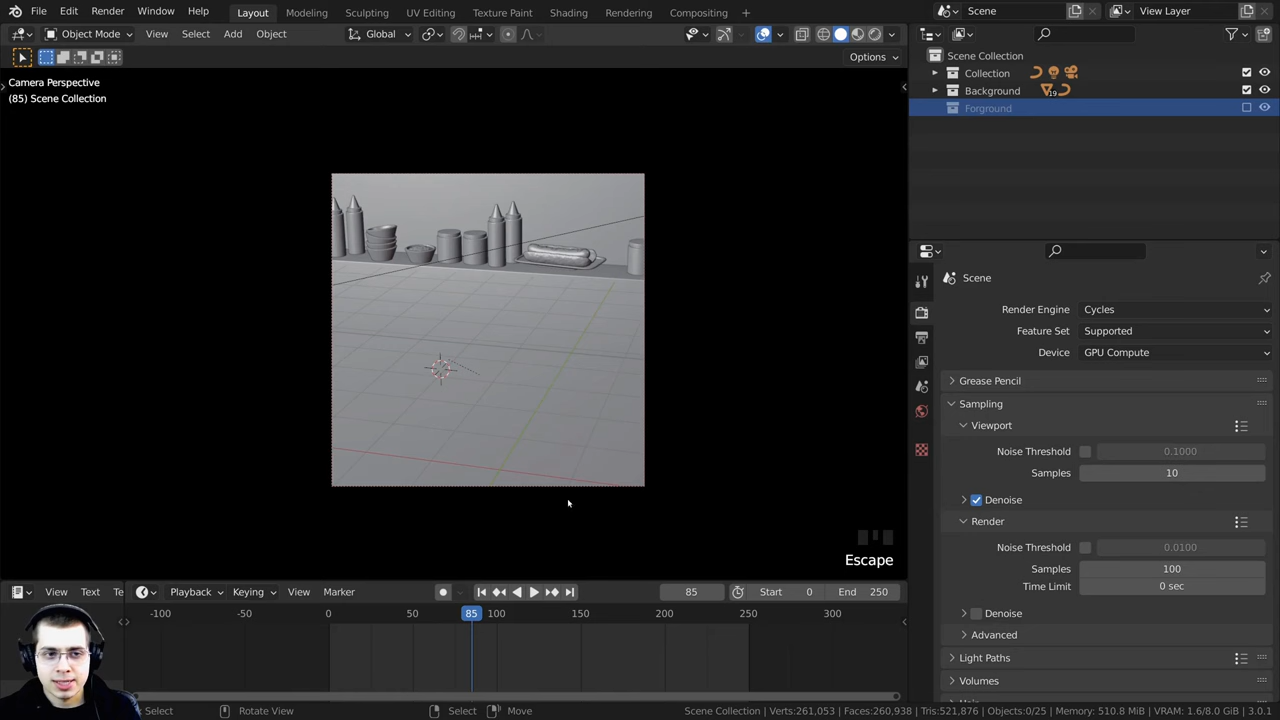 File Edit Render Window Help Layout Modeling Sculpting UV Editing Texture Paint Shading Rendering Compositing + Scene View Layer
Object Mode View Select Add Object Global
Options
Camera Perspective
(85) Scene Collection
Scene Collection
Collection
Background 19
Forground
Scene
Render Engine Cycles
Feature Set Supported
Device GPU Compute
Grease Pencil
Sampling
Viewport
Noise Threshold 0.1000
Samples 10
Denoise
Render
Noise Threshold 0.0100
Samples 100
Time Limit 0 sec
Denoise
Advanced
Light Paths
Volumes
Escape
View Text Te Playback Keying View Marker 85 Start 0 End 250
-100 -50 0 50 85 100 150 200 250 300
Select Rotate View Select Move Scene Collection | Verts:261,053 | Faces:260,938 | Tris:521,876 | Objects:0/25 | Memory: 510.8 MiB | VRAM: 1.6/8.0 GiB | 3.0.1